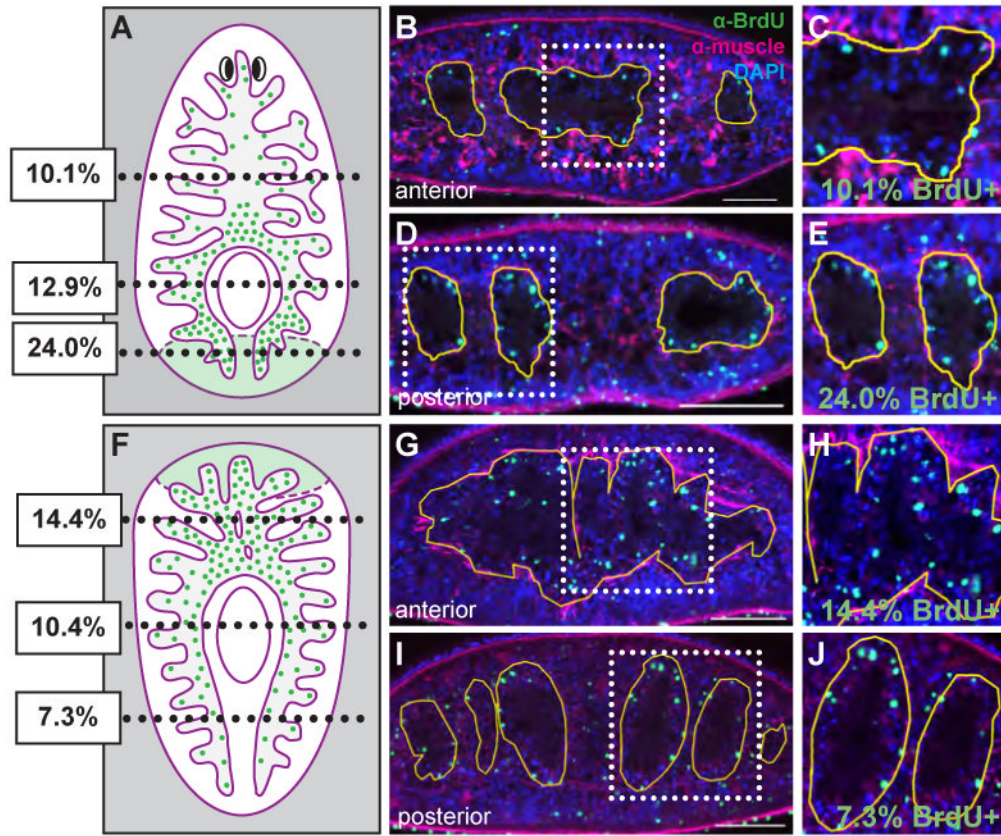 A
10.1%
12.9%
24.0%
B
α-BrdU
α-muscle
DAPI
anterior
C
10.1% BrdU+
D
posterior
E
24.0% BrdU+
F
14.4%
10.4%
7.3%
G
anterior
H
14.4% BrdU+
I
posterior
J
7.3% BrdU+